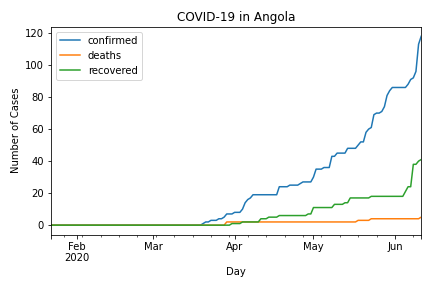 COVID-19 in Angola
confirmed
deaths
recovered
Number of Cases
120
100
80
60
40
20
0
Feb
2020
Mar
Apr
May
Jun
Day